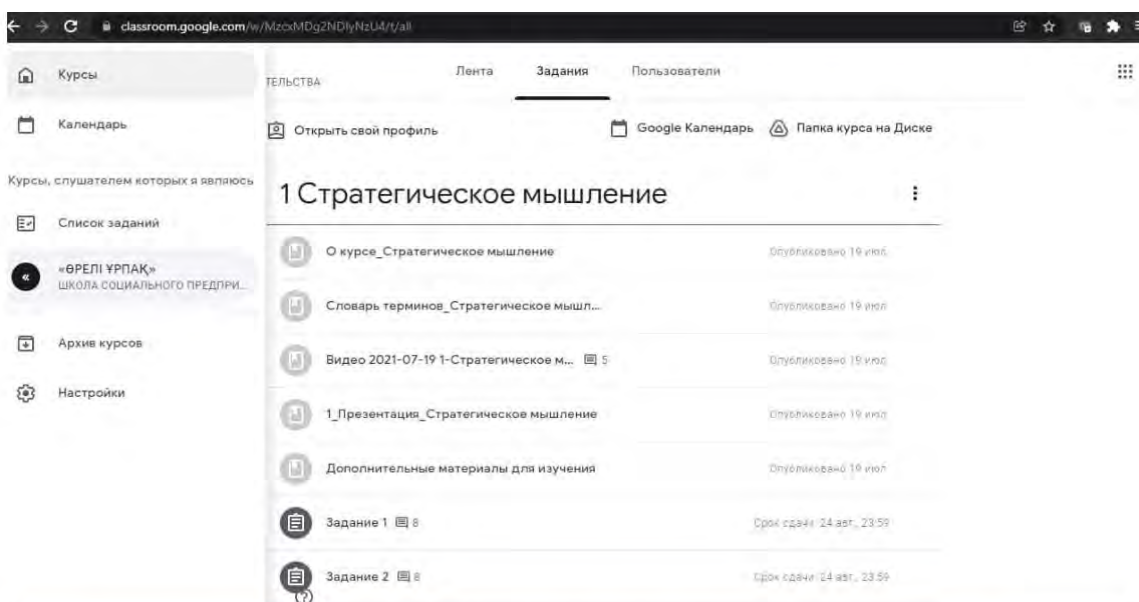 classroom.google.com/w/MzcxMDg2NDIyNzU4/t/all
Курсы
Календарь
Курсы, слушателем которых я являюсь
Список заданий
«
«ӨРЕЛІ ҰРПАҚ»
ШКОЛА СОЦИАЛЬНОГО ПРЕДПРИ...
Архив курсов
Настройки
ТЕЛЬСТВА
Лента
Задания
Пользователи
Открыть свой профиль
Google Календарь
Папка курса на Диске
1 Стратегическое мышление
О курсе_Стратегическое мышление
Опубликовано 19 июл.
Словарь терминов_Стратегическое мышл...
Опубликовано 19 июл.
Видео 2021-07-19 1-Стратегическое м... 5
Опубликовано 19 июл.
1_Презентация_Стратегическое мышление
Опубликовано 19 июл.
Дополнительные материалы для изучения
Опубликовано 19 июл.
Задание 1 8
Срок сдачи: 24 авг., 23:59
Задание 2 8
Срок сдачи: 24 авг., 23:59